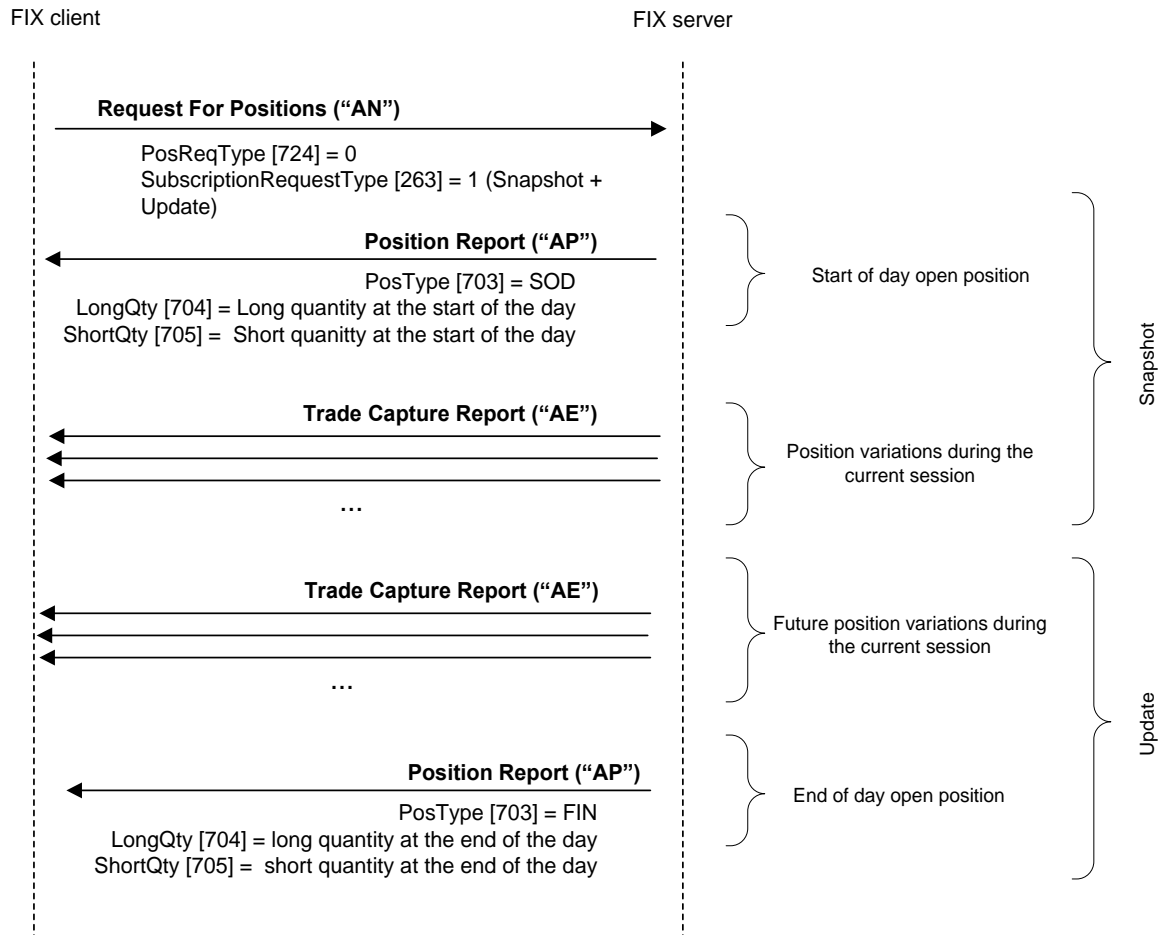 FIX client
FIX server
Request For Positions (“AN”)
PosReqType [724] = 0
SubscriptionRequestType [263] = 1 (Snapshot +
Update)
Position Report (“AP”)
PosType [703] = SOD
LongQty [704] = Long quantity at the start of the day
ShortQty [705] = Short quanitty at the start of the day
Start of day open position
Trade Capture Report (“AE”)
...
Position variations during the
current session
Snapshot
Trade Capture Report (“AE”)
...
Future position variations during
the current session
Position Report (“AP”)
PosType [703] = FIN
LongQty [704] = long quantity at the end of the day
ShortQty [705] = short quantity at the end of the day
End of day open position
Update